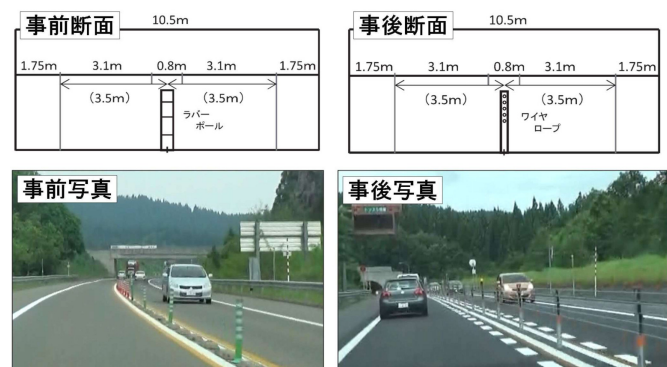 事前断面
10.5m
1.75m 3.1m 0.8m 3.1m 1.75m
(3.5m) (3.5m)
ラバー
ポール
事後断面
10.5m
1.75m 3.1m 0.8m 3.1m 1.75m
(3.5m) (3.5m)
ワイヤ
ロープ
事前写真
事後写真